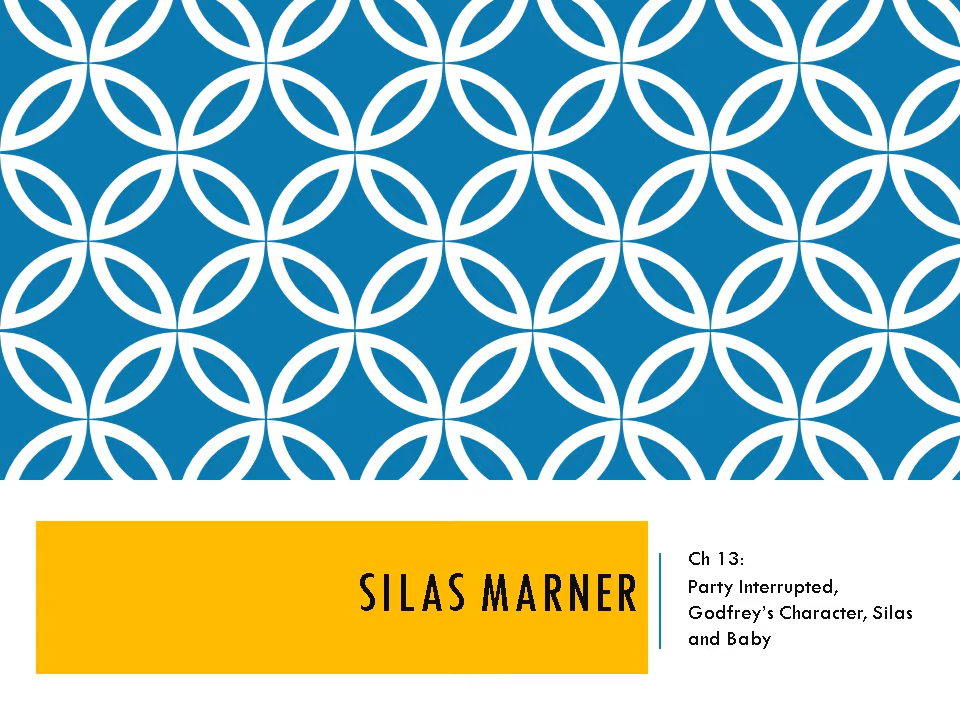 SILAS MARNER
Ch 13:
Party Interrupted,
Godfrey's Character, Silas
and Baby